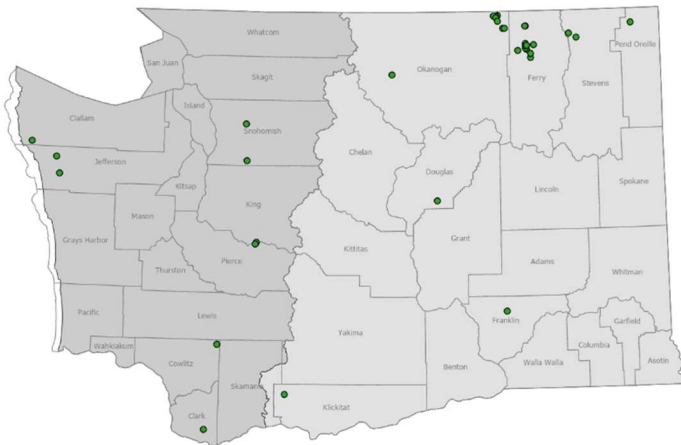 Whatcom
San Juan
Skagit
Okanogan
Ferry
Stevens
Pend Oreille
Island
Snohomish
Clallam
Chelan
Jefferson
Douglas
Kitsap
King
Lincoln
Spokane
Mason
Grays Harbor
Kittitas
Grant
Pierce
Adams
Thurston
Whitman
Pacific
Lewis
Franklin
Garfield
Yakima
Wahkiakum
Cowlitz
Columbia
Walla Walla
Asotin
Benton
Skamania
Klickitat
Clark